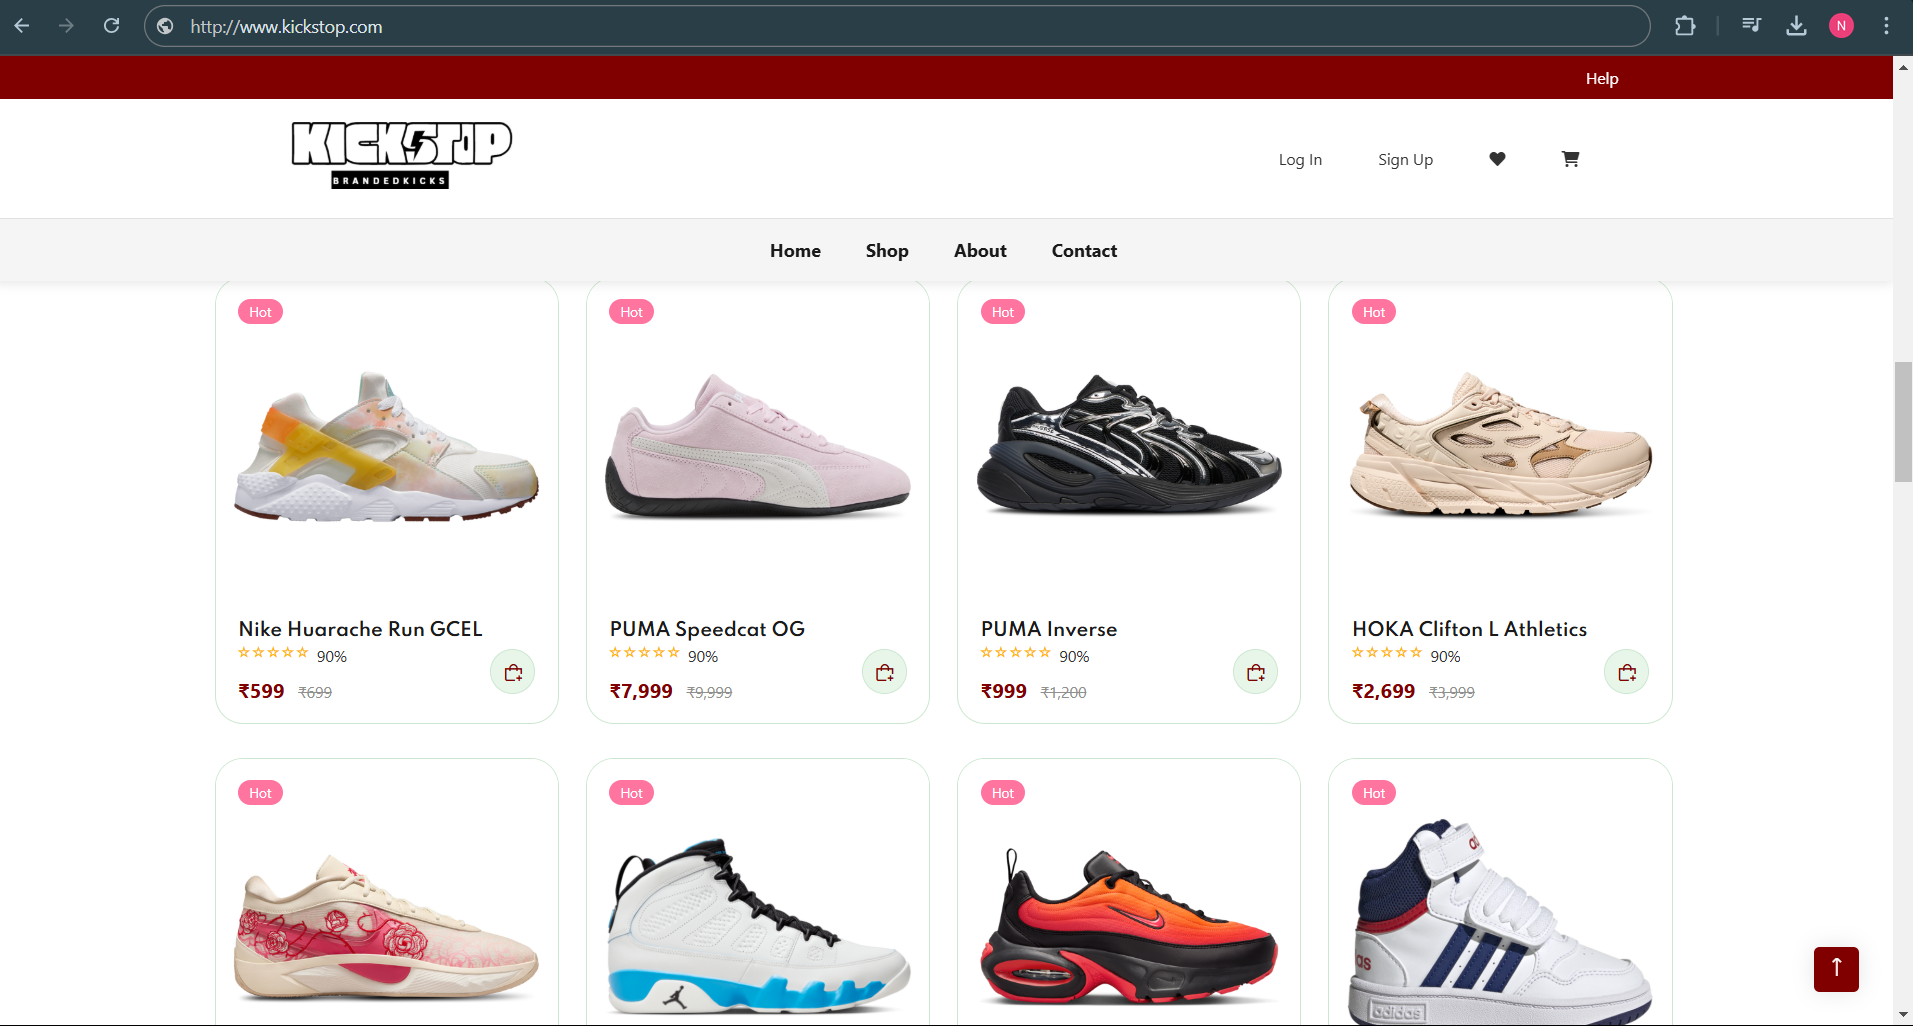 http://www.kickstop.com
N
Help
KICKSTOP
BRANDEDKICKS
Log In
Sign Up
Home
Shop
About
Contact
Hot
Hot
Hot
Hot
Nike Huarache Run GCEL
90%
₹599 ₹699
PUMA Speedcat OG
90%
₹7,999 ₹9,999
PUMA Inverse
90%
₹999 ₹1,200
HOKA Clifton L Athletics
90%
₹2,699 ₹3,999
Hot
Hot
Hot
Hot
adidas